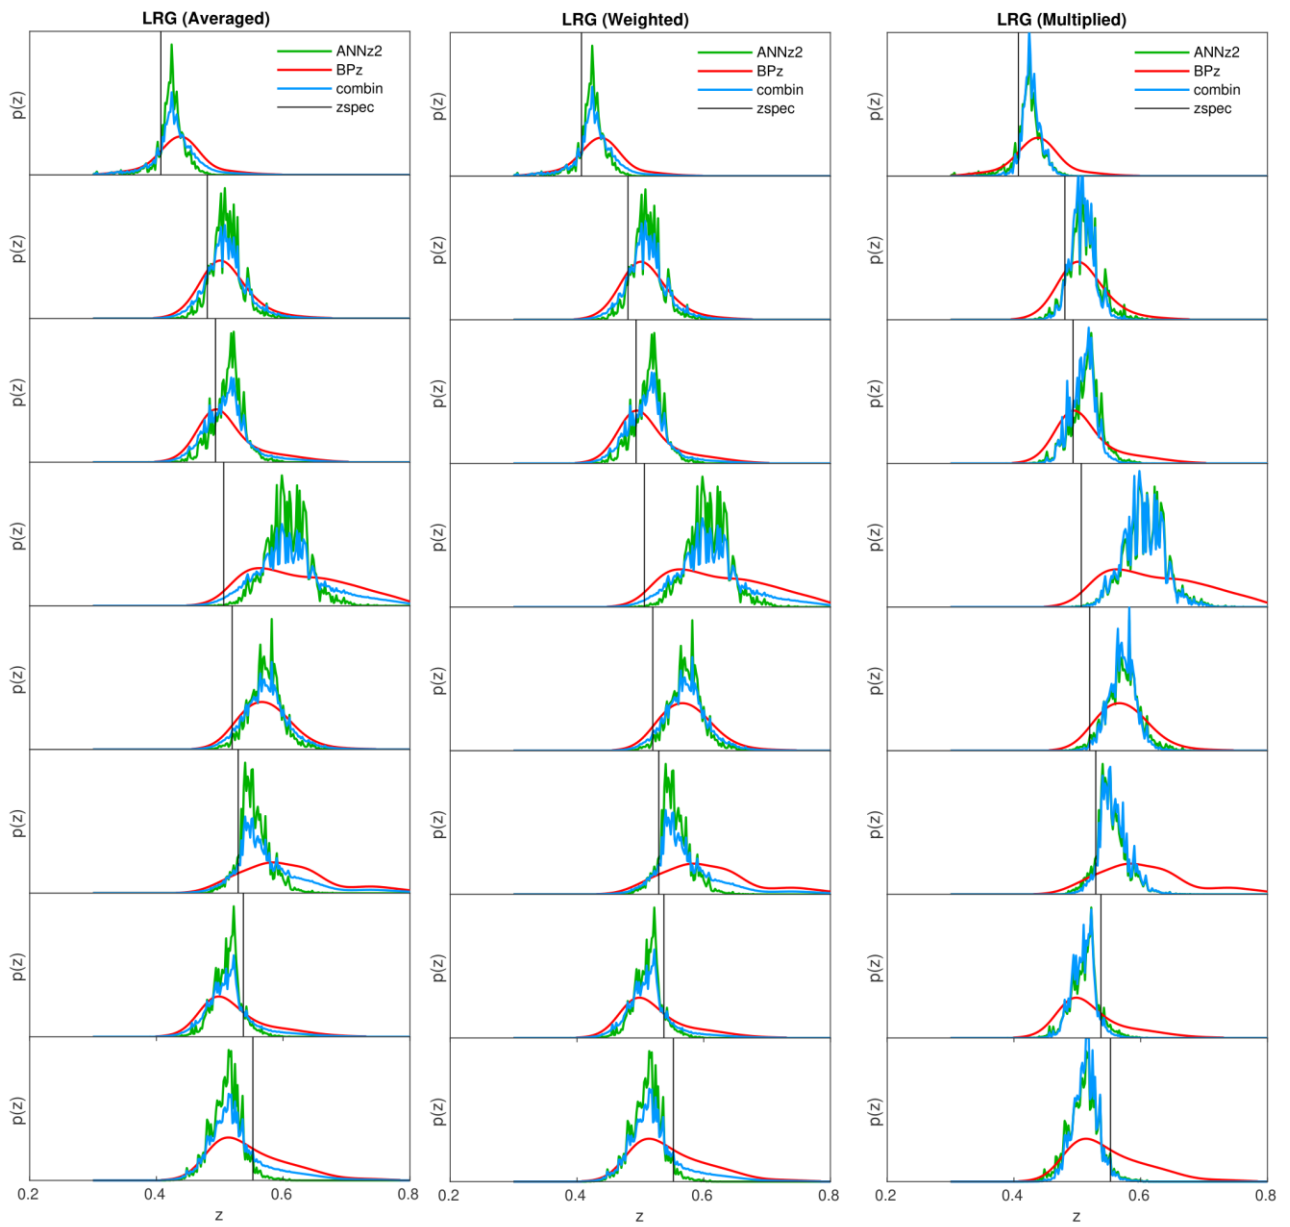 LRG (Averaged)
ANNz2
BPz
combin
zspec
p(z)
p(z)
p(z)
p(z)
p(z)
p(z)
p(z)
p(z)
0.2
0.4
0.6
0.8
z
LRG (Weighted)
ANNz2
BPz
combin
zspec
p(z)
p(z)
p(z)
p(z)
p(z)
p(z)
p(z)
p(z)
0.2
0.4
0.6
0.8
z
LRG (Multiplied)
ANNz2
BPz
combin
zspec
p(z)
p(z)
p(z)
p(z)
p(z)
p(z)
p(z)
p(z)
0.2
0.4
0.6
0.8
z